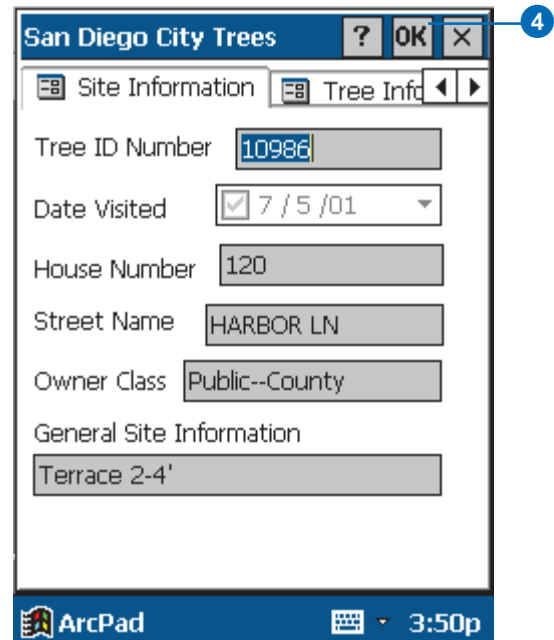 San Diego City Trees ? OK × 4
Site Information Tree Info
Tree ID Number 10986
Date Visited 7 / 5 /01
House Number 120
Street Name HARBOR LN
Owner Class Public--County
General Site Information
Terrace 2-4'
ArcPad 3:50p